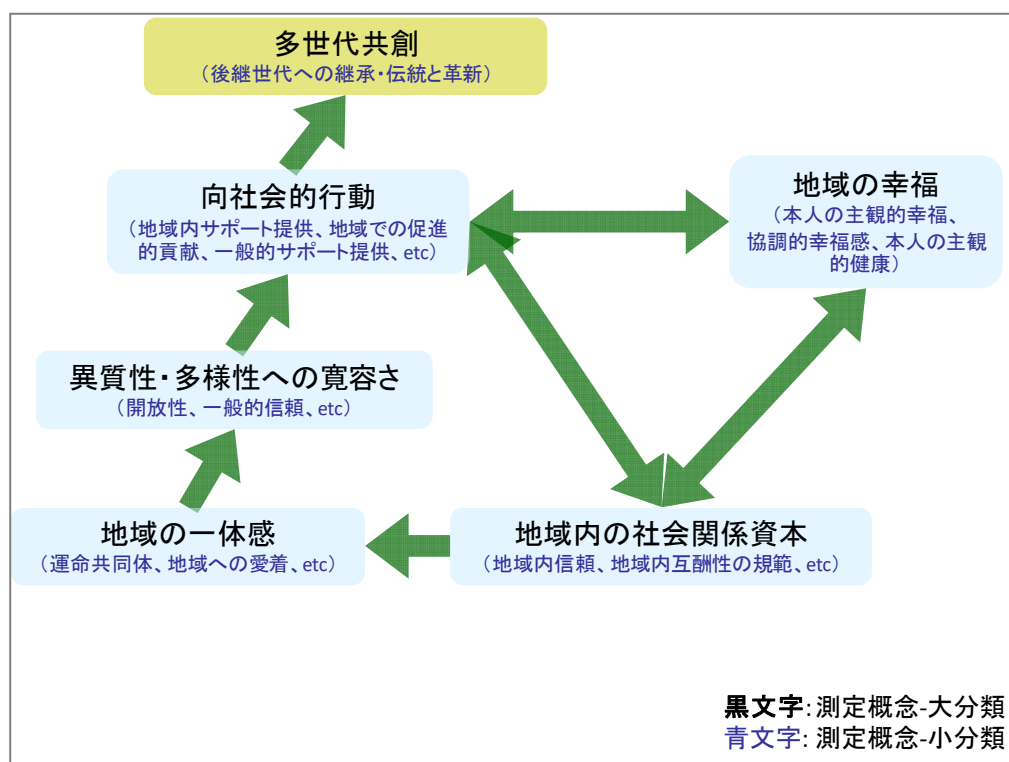 多世代共創
（後継世代への継承・伝統と革新）
向社会的行動
（地域内サポート提供、地域での促進
的貢献、一般的サポート提供、etc）
地域の幸福
（本人の主観的幸福、
協調的幸福感、本人の主観
的健康）
異質性・多様性への寛容さ
（開放性、一般的信頼、etc）
地域の一体感
（運命共同体、地域への愛着、etc）
地域内の社会関係資本
（地域内信頼、地域内互酬性の規範、etc）
黒文字: 測定概念-大分類
青文字: 測定概念-小分類